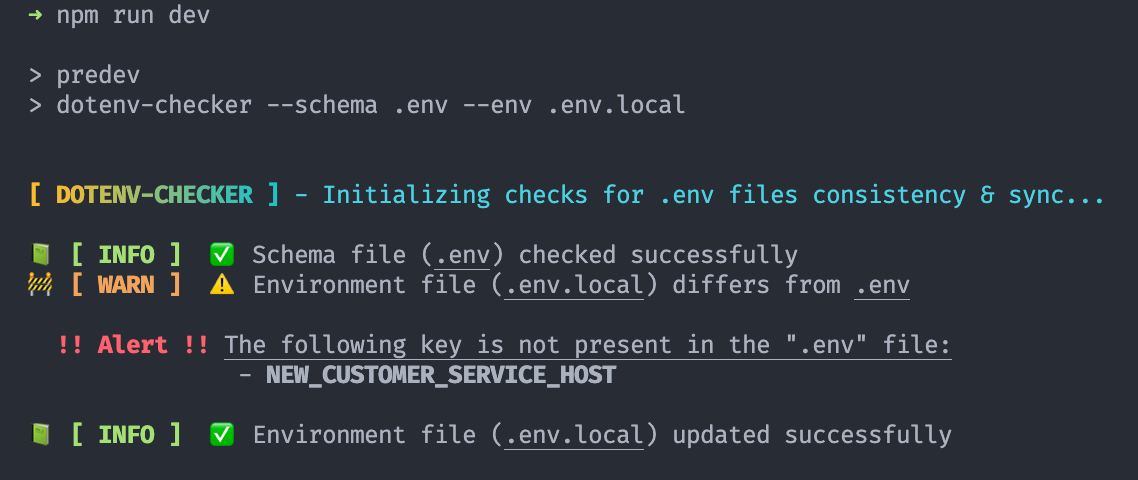 ➜ npm run dev
> predev
> dotenv-checker --schema .env --env .env.local
[ DOTENV-CHECKER ] - Initializing checks for .env files consistency & sync...
📗 [ INFO ] ✅ Schema file (.env) checked successfully
🚧 [ WARN ] ⚠️ Environment file (.env.local) differs from .env
!! Alert !! The following key is not present in the ".env" file:
- NEW_CUSTOMER_SERVICE_HOST
📗 [ INFO ] ✅ Environment file (.env.local) updated successfully